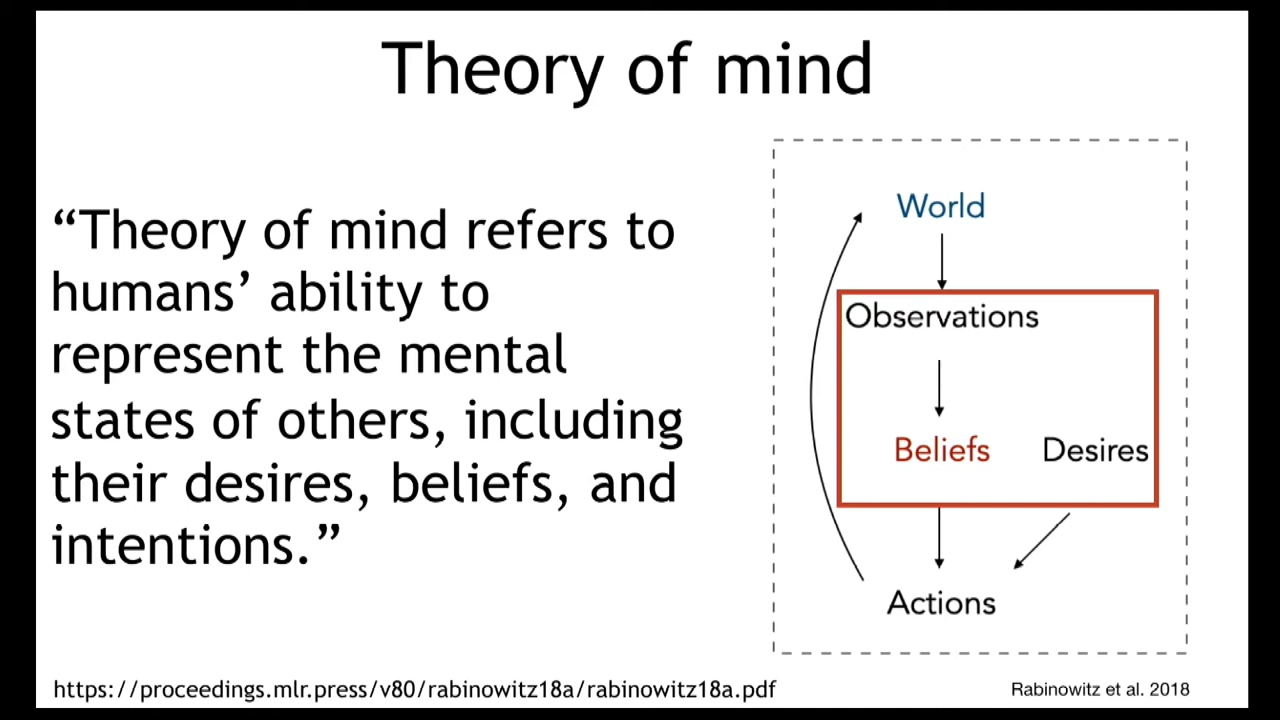 Theory of mind
“Theory of mind refers to
humans’ ability to
represent the mental
states of others, including
their desires, beliefs, and
intentions.”
World
Observations
Beliefs Desires
Actions
https://proceedings.mlr.press/v80/rabinowitz18a/rabinowitz18a.pdf
Rabinowitz et al. 2018